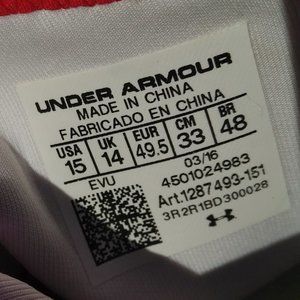 UNDER ARMOUR
MADE IN CHINA
FABRICADO EN CHINA
USA UK EUR CM BR
15 14 49.5 33 48
EVU 03/16
4501024983
Art.1287493-151
3R2R1BD300028